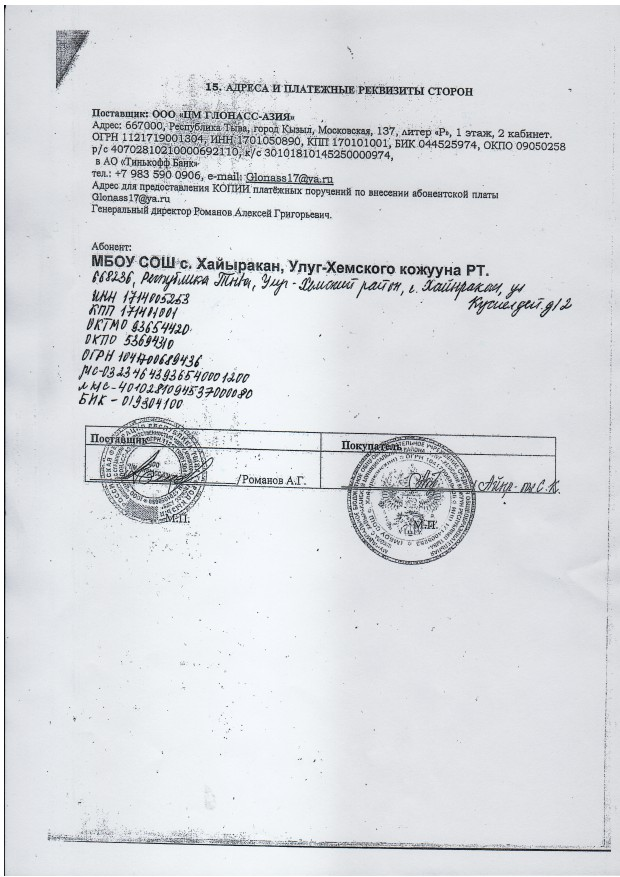 15. АДРЕСА И ПЛАТЕЖНЫЕ РЕКВИЗИТЫ СТОРОН
Поставщик: ООО «ЦМ ГЛОНАСС-АЗИЯ»
Адрес: 667000, Республика Тыва, город Кызыл, Московская, 137, литер «Р», 1 этаж, 2 кабинет.
ОГРН 1121719001304, ИНН 1701050890, КПП 170101001, БИК 044525974, ОКПО 09050258
р/с 40702810210000692110, к/с 30101810145250000974,
в АО «Тинькофф Банк»
тел.: +7 983 590 0906, e-mail: Glonass17@ya.ru
Адрес для предоставления КОПИИ платёжных поручений по внесении абонентской платы
Glonass17@ya.ru
Генеральный директор Романов Алексей Григорьевич.
Абонент:
МБОУ СОШ с. Хайыракан, Улуг-Хемского кожууна РТ.
668236, Республика Тыва, Улуг-Хемский район, с. Хайыракан, ул
д/2
ИНН 1714005253
КПП 171401001
ОКТМО 93654420
ОКПО 53694310
ОГРН 1041700689436
МС-03234643936540001200
ЛМС-40102810945370000080
БИК - 019304100
Поставщик Покупатель
/Романов А.Г. / С.К.
М.П. М.П.